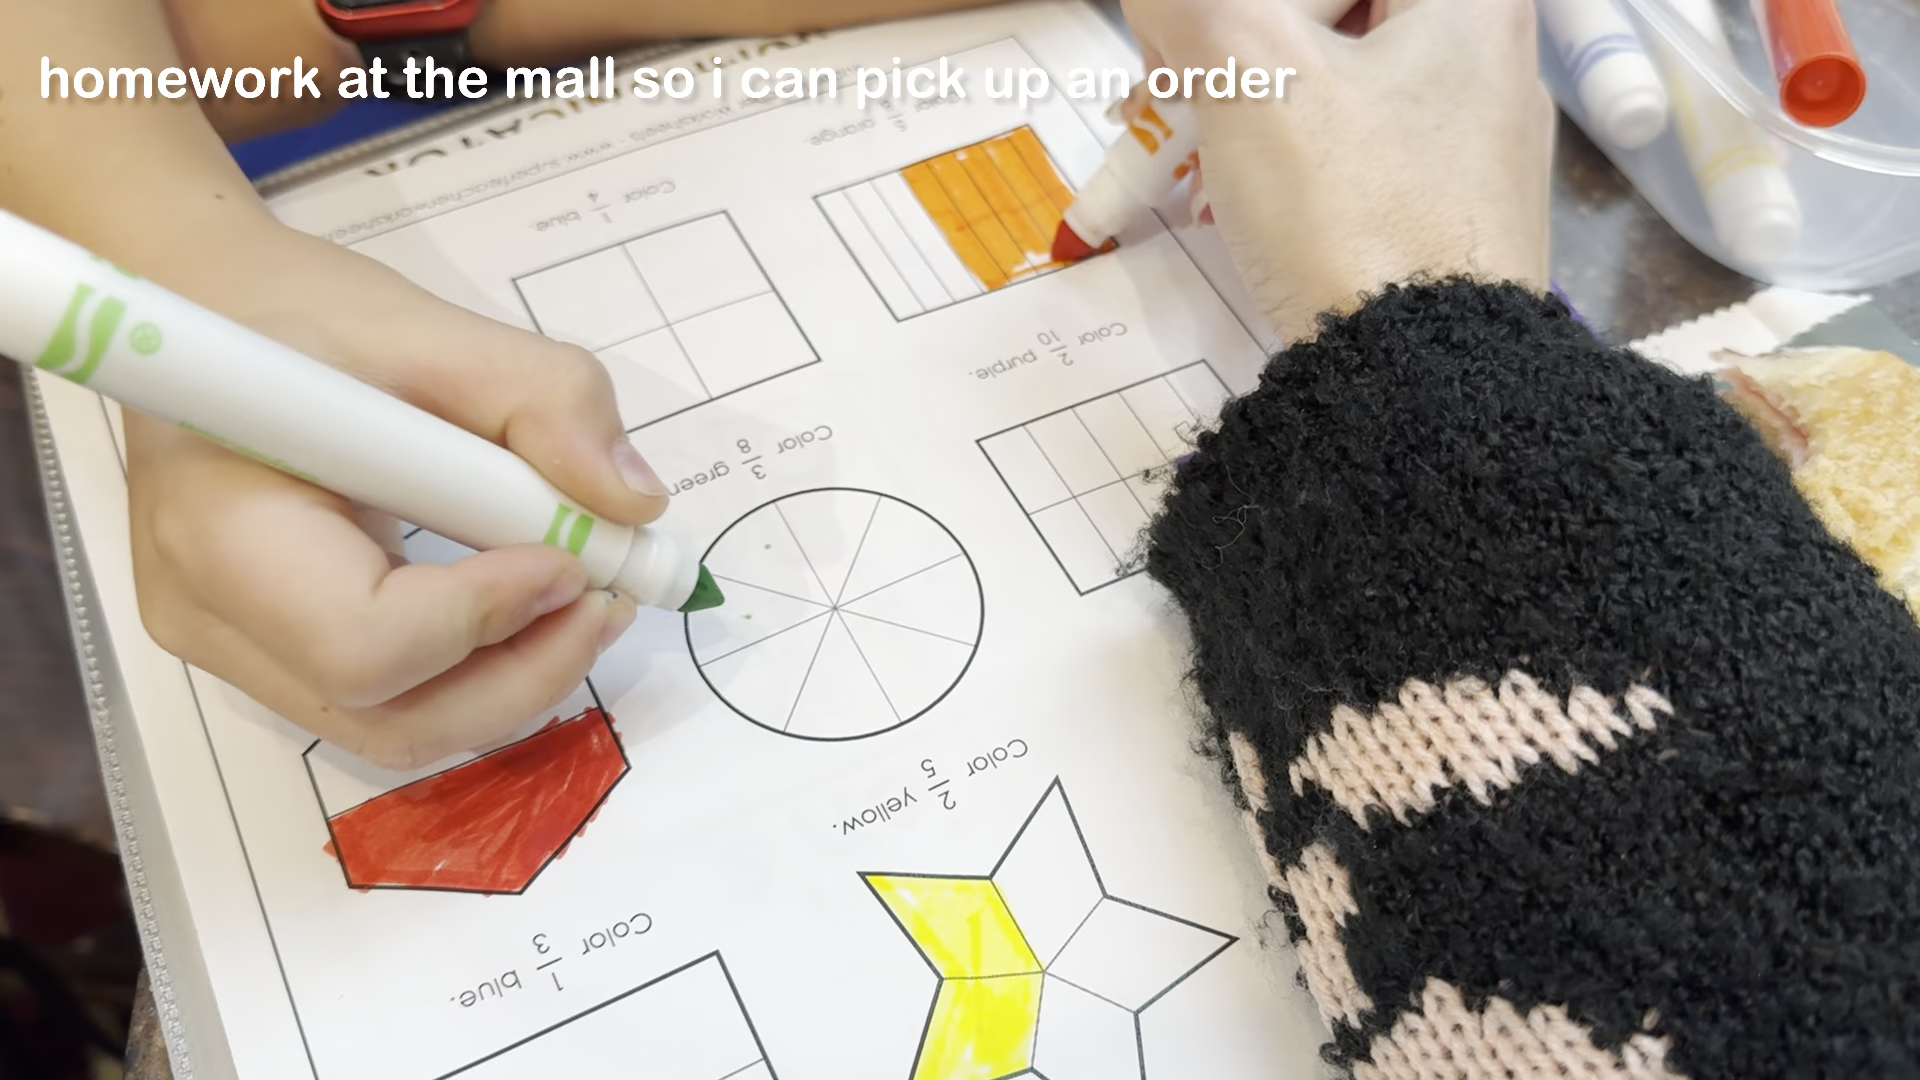 homework at the mall so i can pick up an order
Color 1/3 blue.
Color 2/5 yellow.
Color 3/8 green
Color 2/10 purple.
Color 1/4 blue.
orange